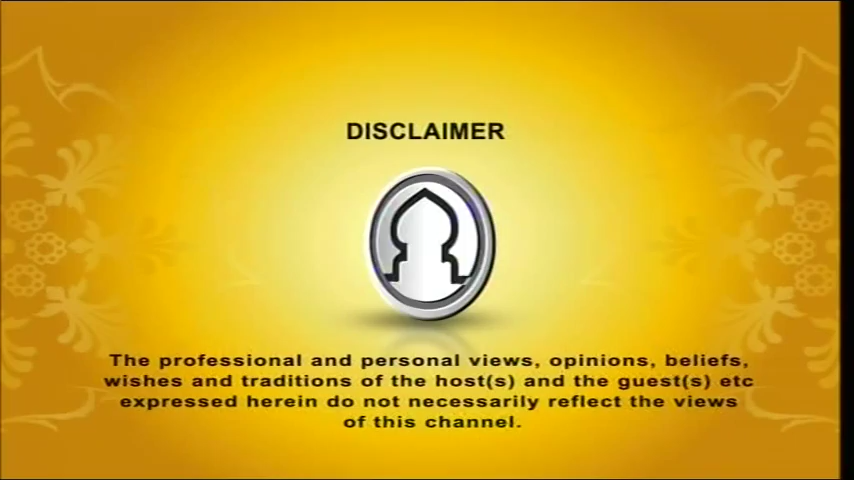 DISCLAIMER
The professional and personal views, opinions, beliefs,
wishes and traditions of the host(s) and the guest(s) etc
expressed herein do not necessarily reflect the views
of this channel.